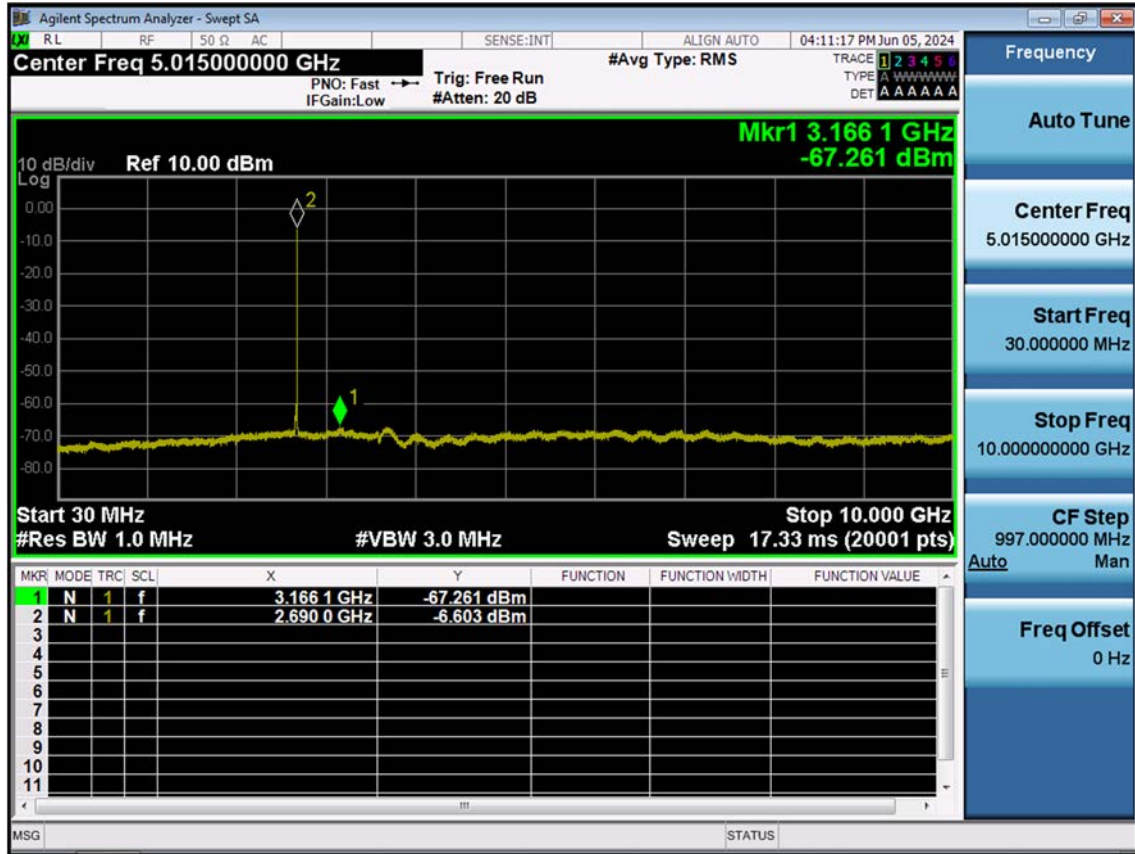 Agilent Spectrum Analyzer - Swept SA
RL RF 50 Ω AC SENSE:INT ALIGN AUTO 04:11:17 PM Jun 05, 2024
Center Freq 5.015000000 GHz #Avg Type: RMS TRACE 1 2 3 4 5 6
PNO: Fast Trig: Free Run TYPE A WWWWW
IFGain:Low #Atten: 20 dB DET A A A A A A
Mkr1 3.166 1 GHz
10 dB/div Ref 10.00 dBm -67.261 dBm
Log
2
0.00
-10.0
-20.0
-30.0
-40.0
-50.0
1
-60.0
-70.0
-80.0
Start 30 MHz Stop 10.000 GHz
#Res BW 1.0 MHz #VBW 3.0 MHz Sweep 17.33 ms (20001 pts)
MKR MODE TRC SCL X Y FUNCTION FUNCTION WIDTH FUNCTION VALUE
1 N 1 f 3.166 1 GHz -67.261 dBm
2 N 1 f 2.690 0 GHz -6.603 dBm
3
4
5
6
7
8
9
10
11
MSG STATUS
Frequency
Auto Tune
Center Freq
5.015000000 GHz
Start Freq
30.000000 MHz
Stop Freq
10.000000000 GHz
CF Step
997.000000 MHz
Auto Man
Freq Offset
0 Hz